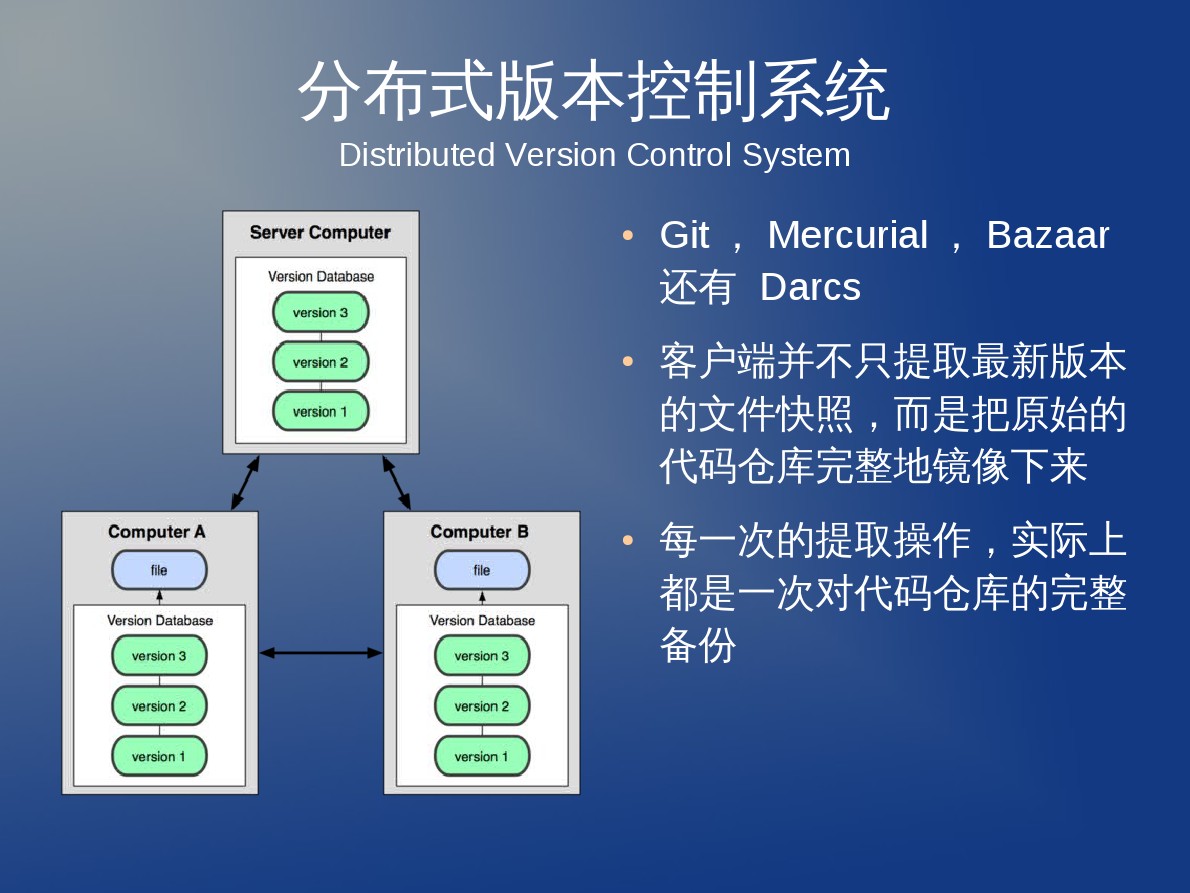 分布式版本控制系统
Distributed Version Control System
Server Computer
Version Database
version 3
version 2
version 1
Computer A
file
Version Database
version 3
version 2
version 1
Computer B
file
Version Database
version 3
version 2
version 1
• Git ， Mercurial ， Bazaar
还有 Darcs
• 客户端并不只提取最新版本
的文件快照，而是把原始的
代码仓库完整地镜像下来
• 每一次的提取操作，实际上
都是一次对代码仓库的完整
备份